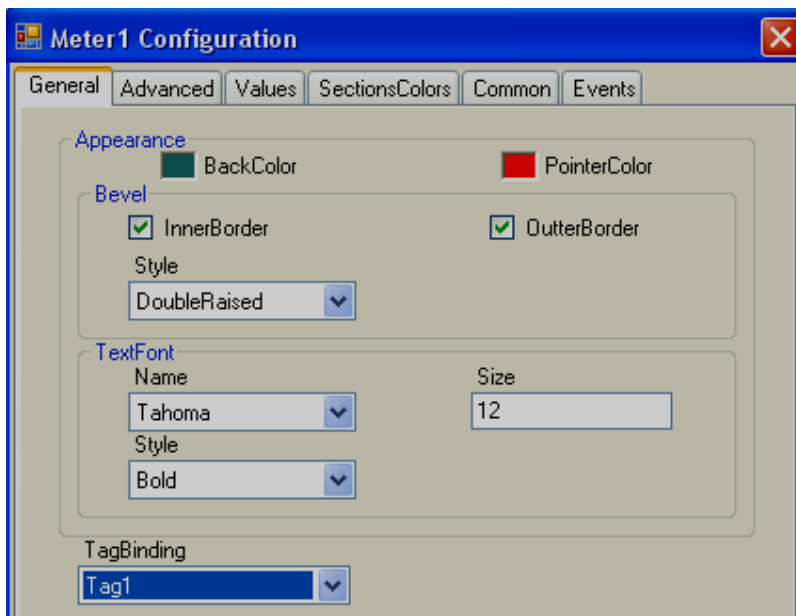 Meter1 Configuration
General Advanced Values SectionsColors Common Events
Appearance
BackColor PointerColor
Bevel
InnerBorder OutterBorder
Style
DoubleRaised
TextFont
Name Size
Tahoma 12
Style
Bold
TagBinding
Tag1